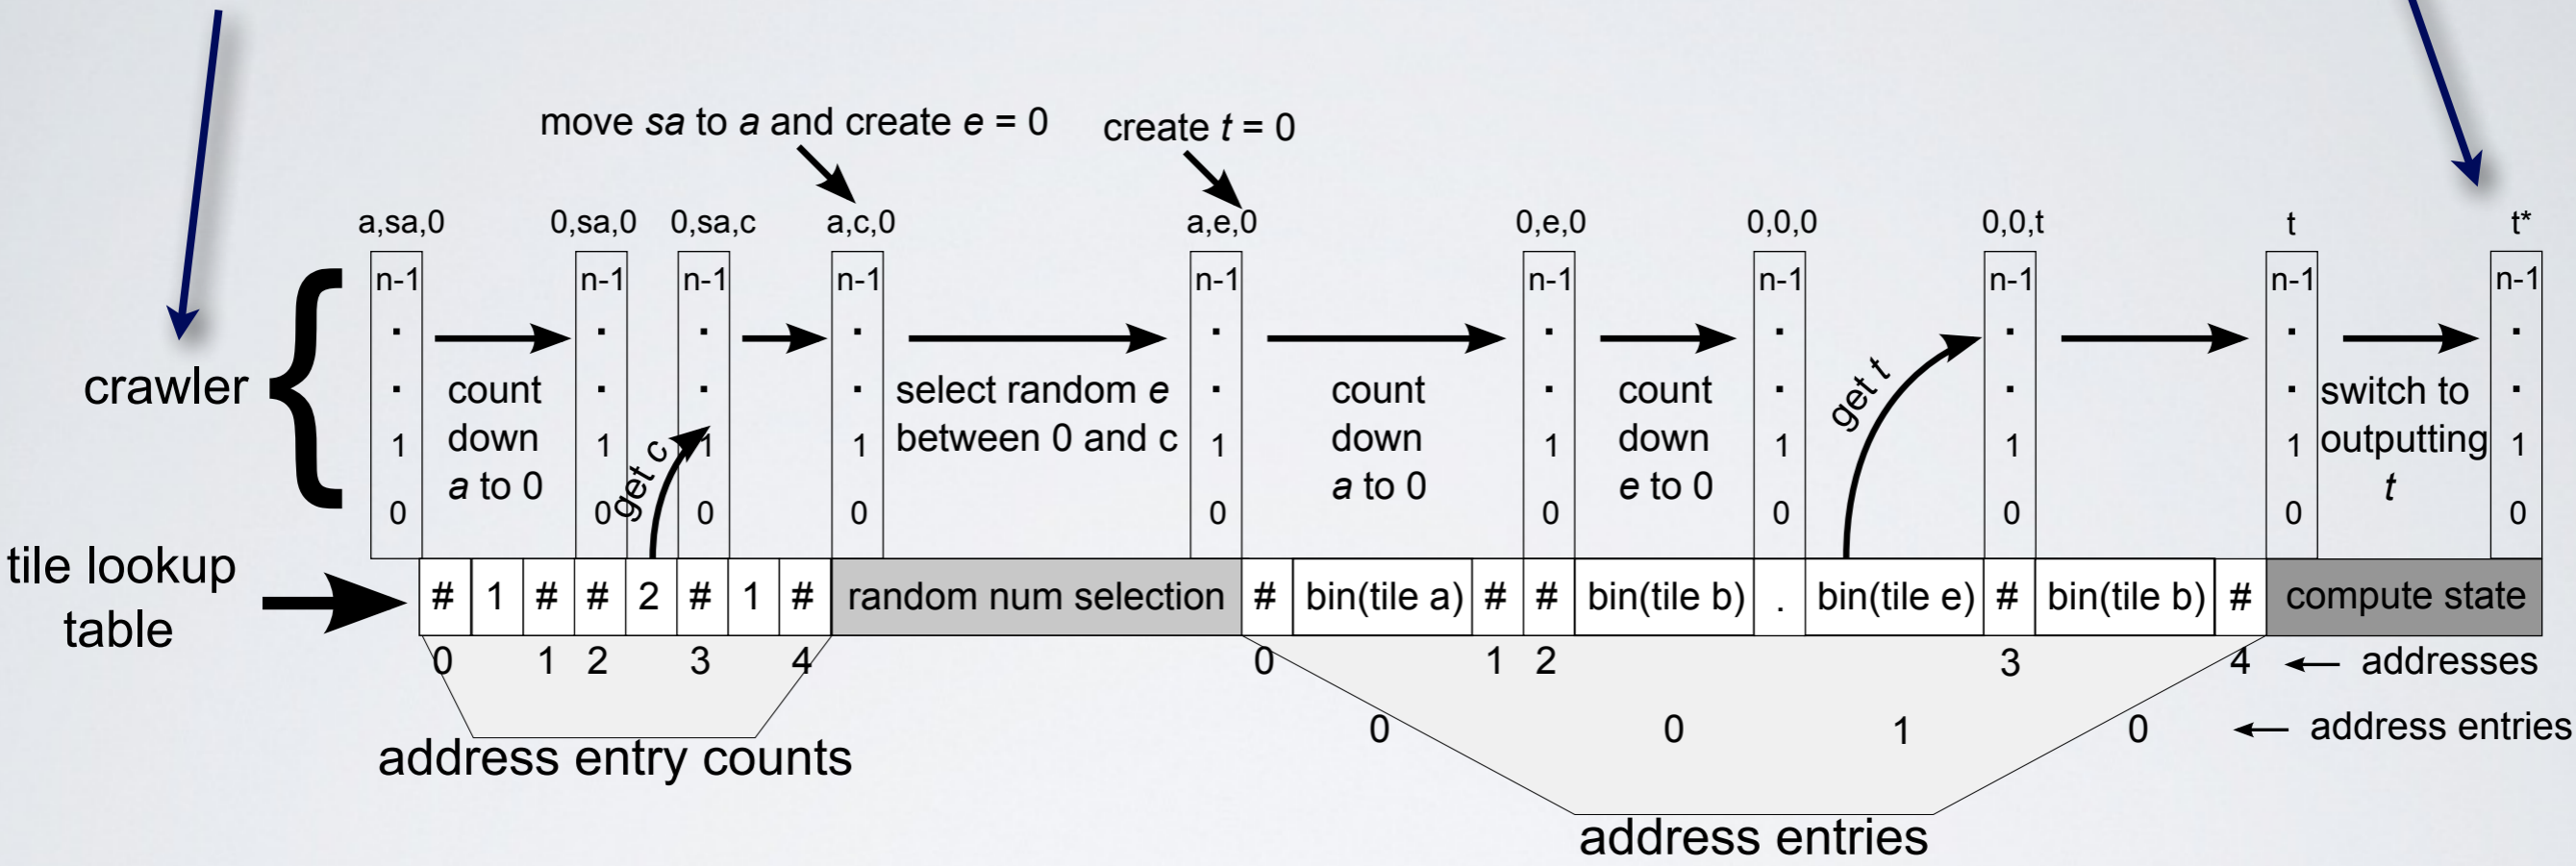 move sa to a and create e = 0
create t = 0
a,sa,0
0,sa,0
0,sa,c
a,c,0
a,e,0
0,e,0
0,0,0
0,0,t
t
t*
n-1
n-1
n-1
n-1
n-1
n-1
n-1
n-1
n-1
n-1
.
.
.
.
.
.
.
.
.
.
crawler
{
.
.
.
.
.
.
.
.
.
.
count
down
a to 0
get c
select random e
between 0 and c
count
down
a to 0
count
down
e to 0
get t
switch to
outputting
t
1
1
1
1
1
1
1
1
1
1
0
0
0
0
0
0
0
0
0
0
tile lookup
table
# 1 # # 2 # 1 # random num selection # bin(tile a) # # bin(tile b) . bin(tile e) # bin(tile b) # compute state
0 1 2 3 4 0 1 2 3 4 addresses
0 0 1 0 address entries
address entry counts
address entries